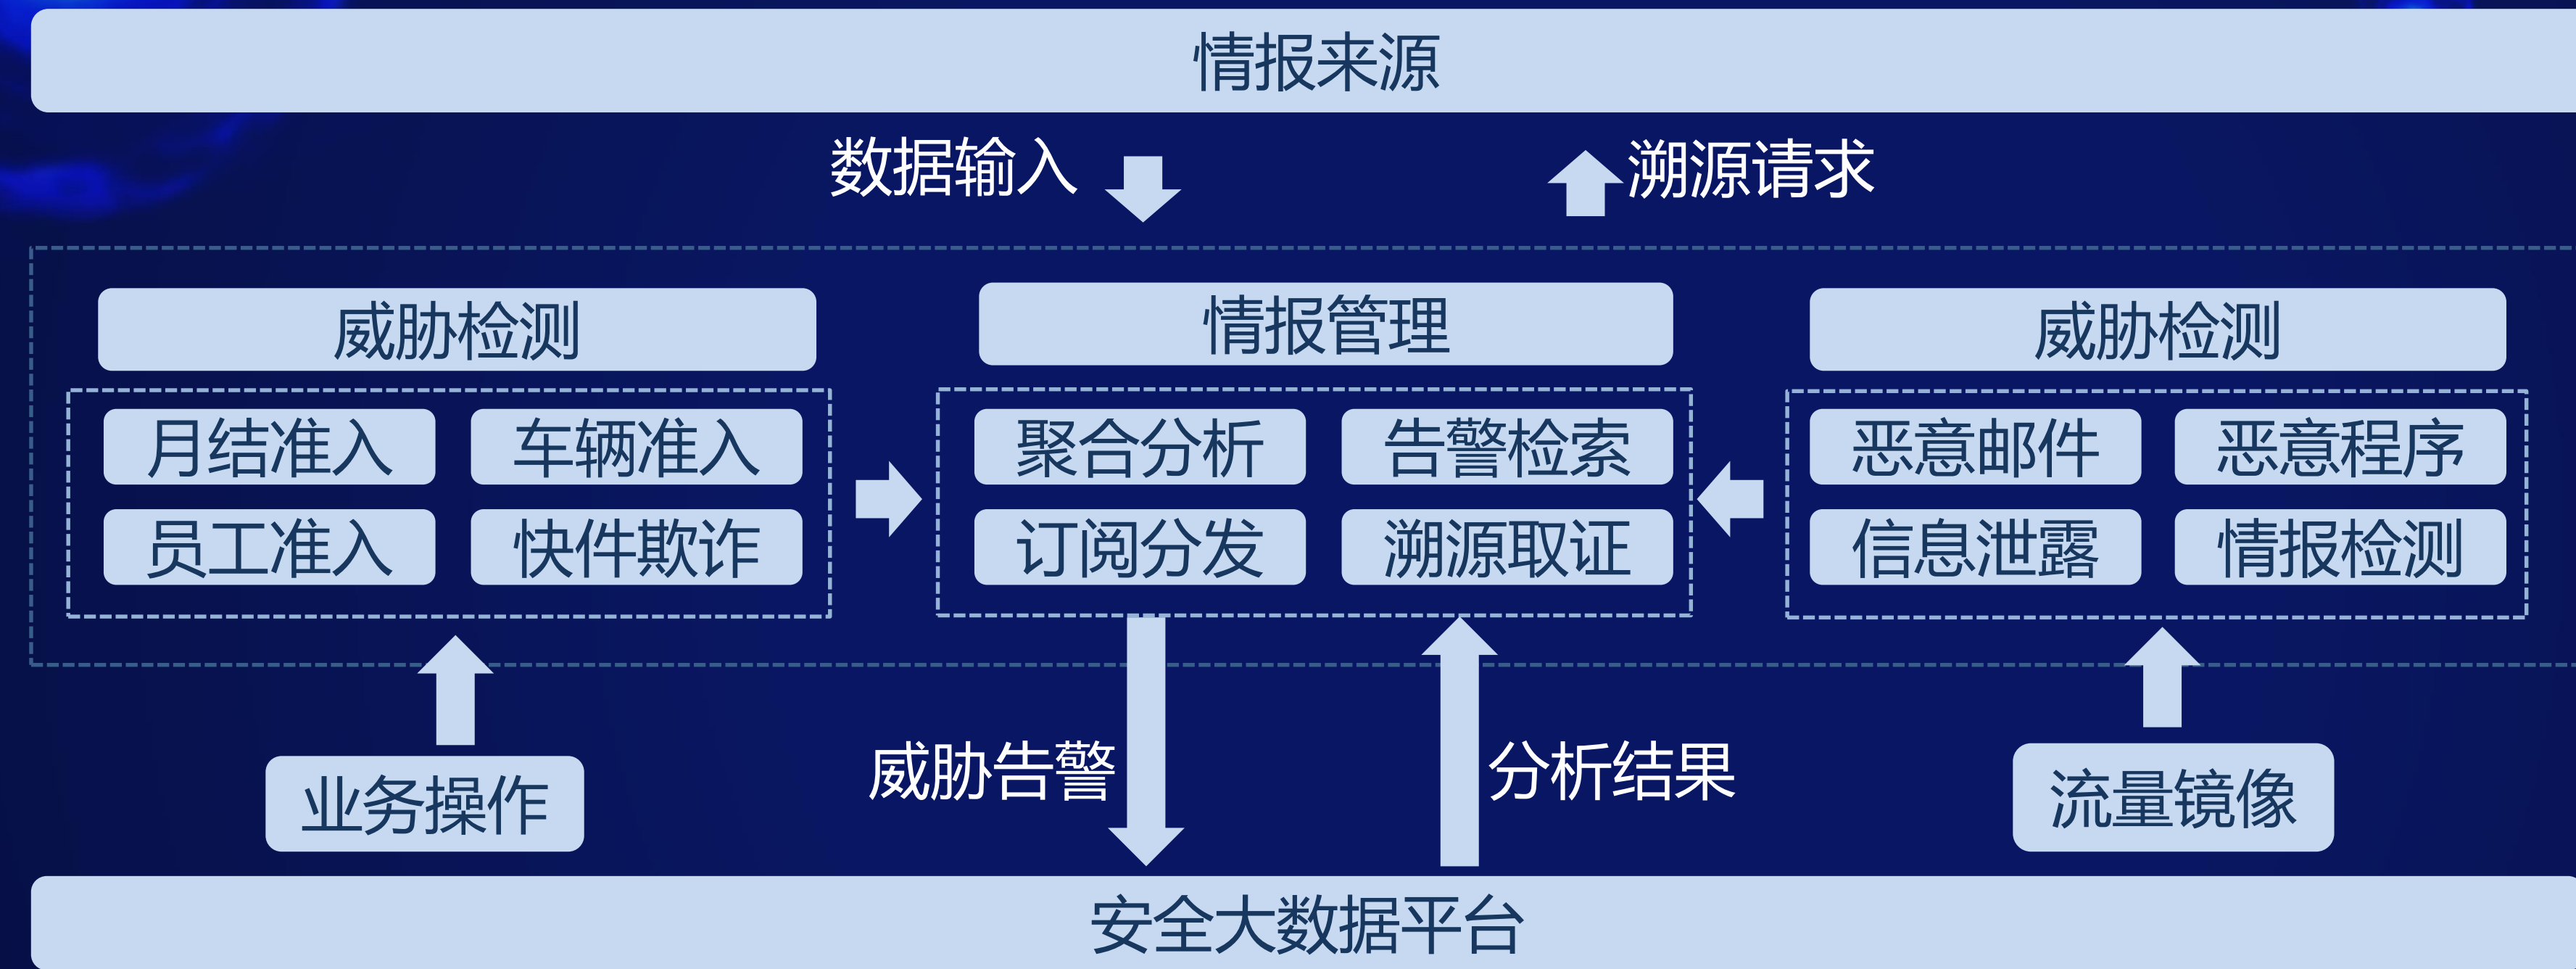 情报来源
数据输入
溯源请求
威胁检测
情报管理
威胁检测
月结准入
车辆准入
聚合分析
告警检索
恶意邮件
恶意程序
员工准入
快件欺诈
订阅分发
溯源取证
信息泄露
情报检测
威胁告警
分析结果
业务操作
流量镜像
安全大数据平台